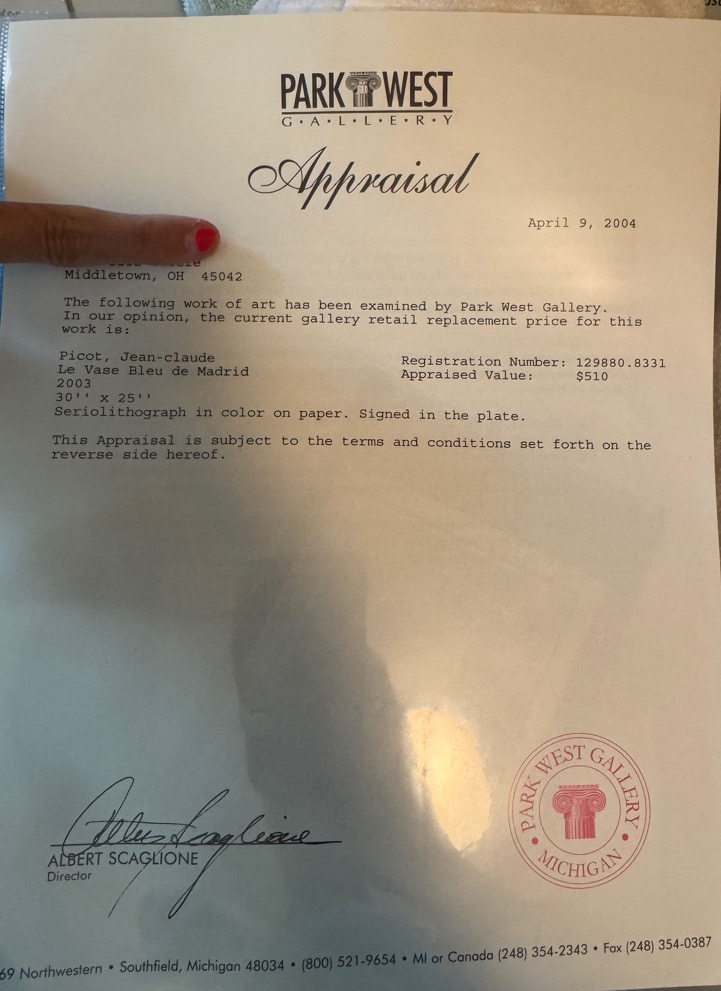 PARK WEST
G·A·L·L·E·R·Y
Appraisal
April 9, 2004
Middletown, OH 45042
The following work of art has been examined by Park West Gallery.
In our opinion, the current gallery retail replacement price for this
work is:
Picot, Jean-claude
Le Vase Bleu de Madrid
2003
30'' x 25''
Seriolithograph in color on paper. Signed in the plate.
Registration Number: 129880.8331
Appraised Value: $510
This Appraisal is subject to the terms and conditions set forth on the
reverse side hereof.
Albert Scaglione
ALBERT SCAGLIONE
Director
PARK WEST GALLERY
• MICHIGAN •
69 Northwestern • Southfield, Michigan 48034 • (800) 521-9654 • MI or Canada (248) 354-2343 • Fax (248) 354-0387